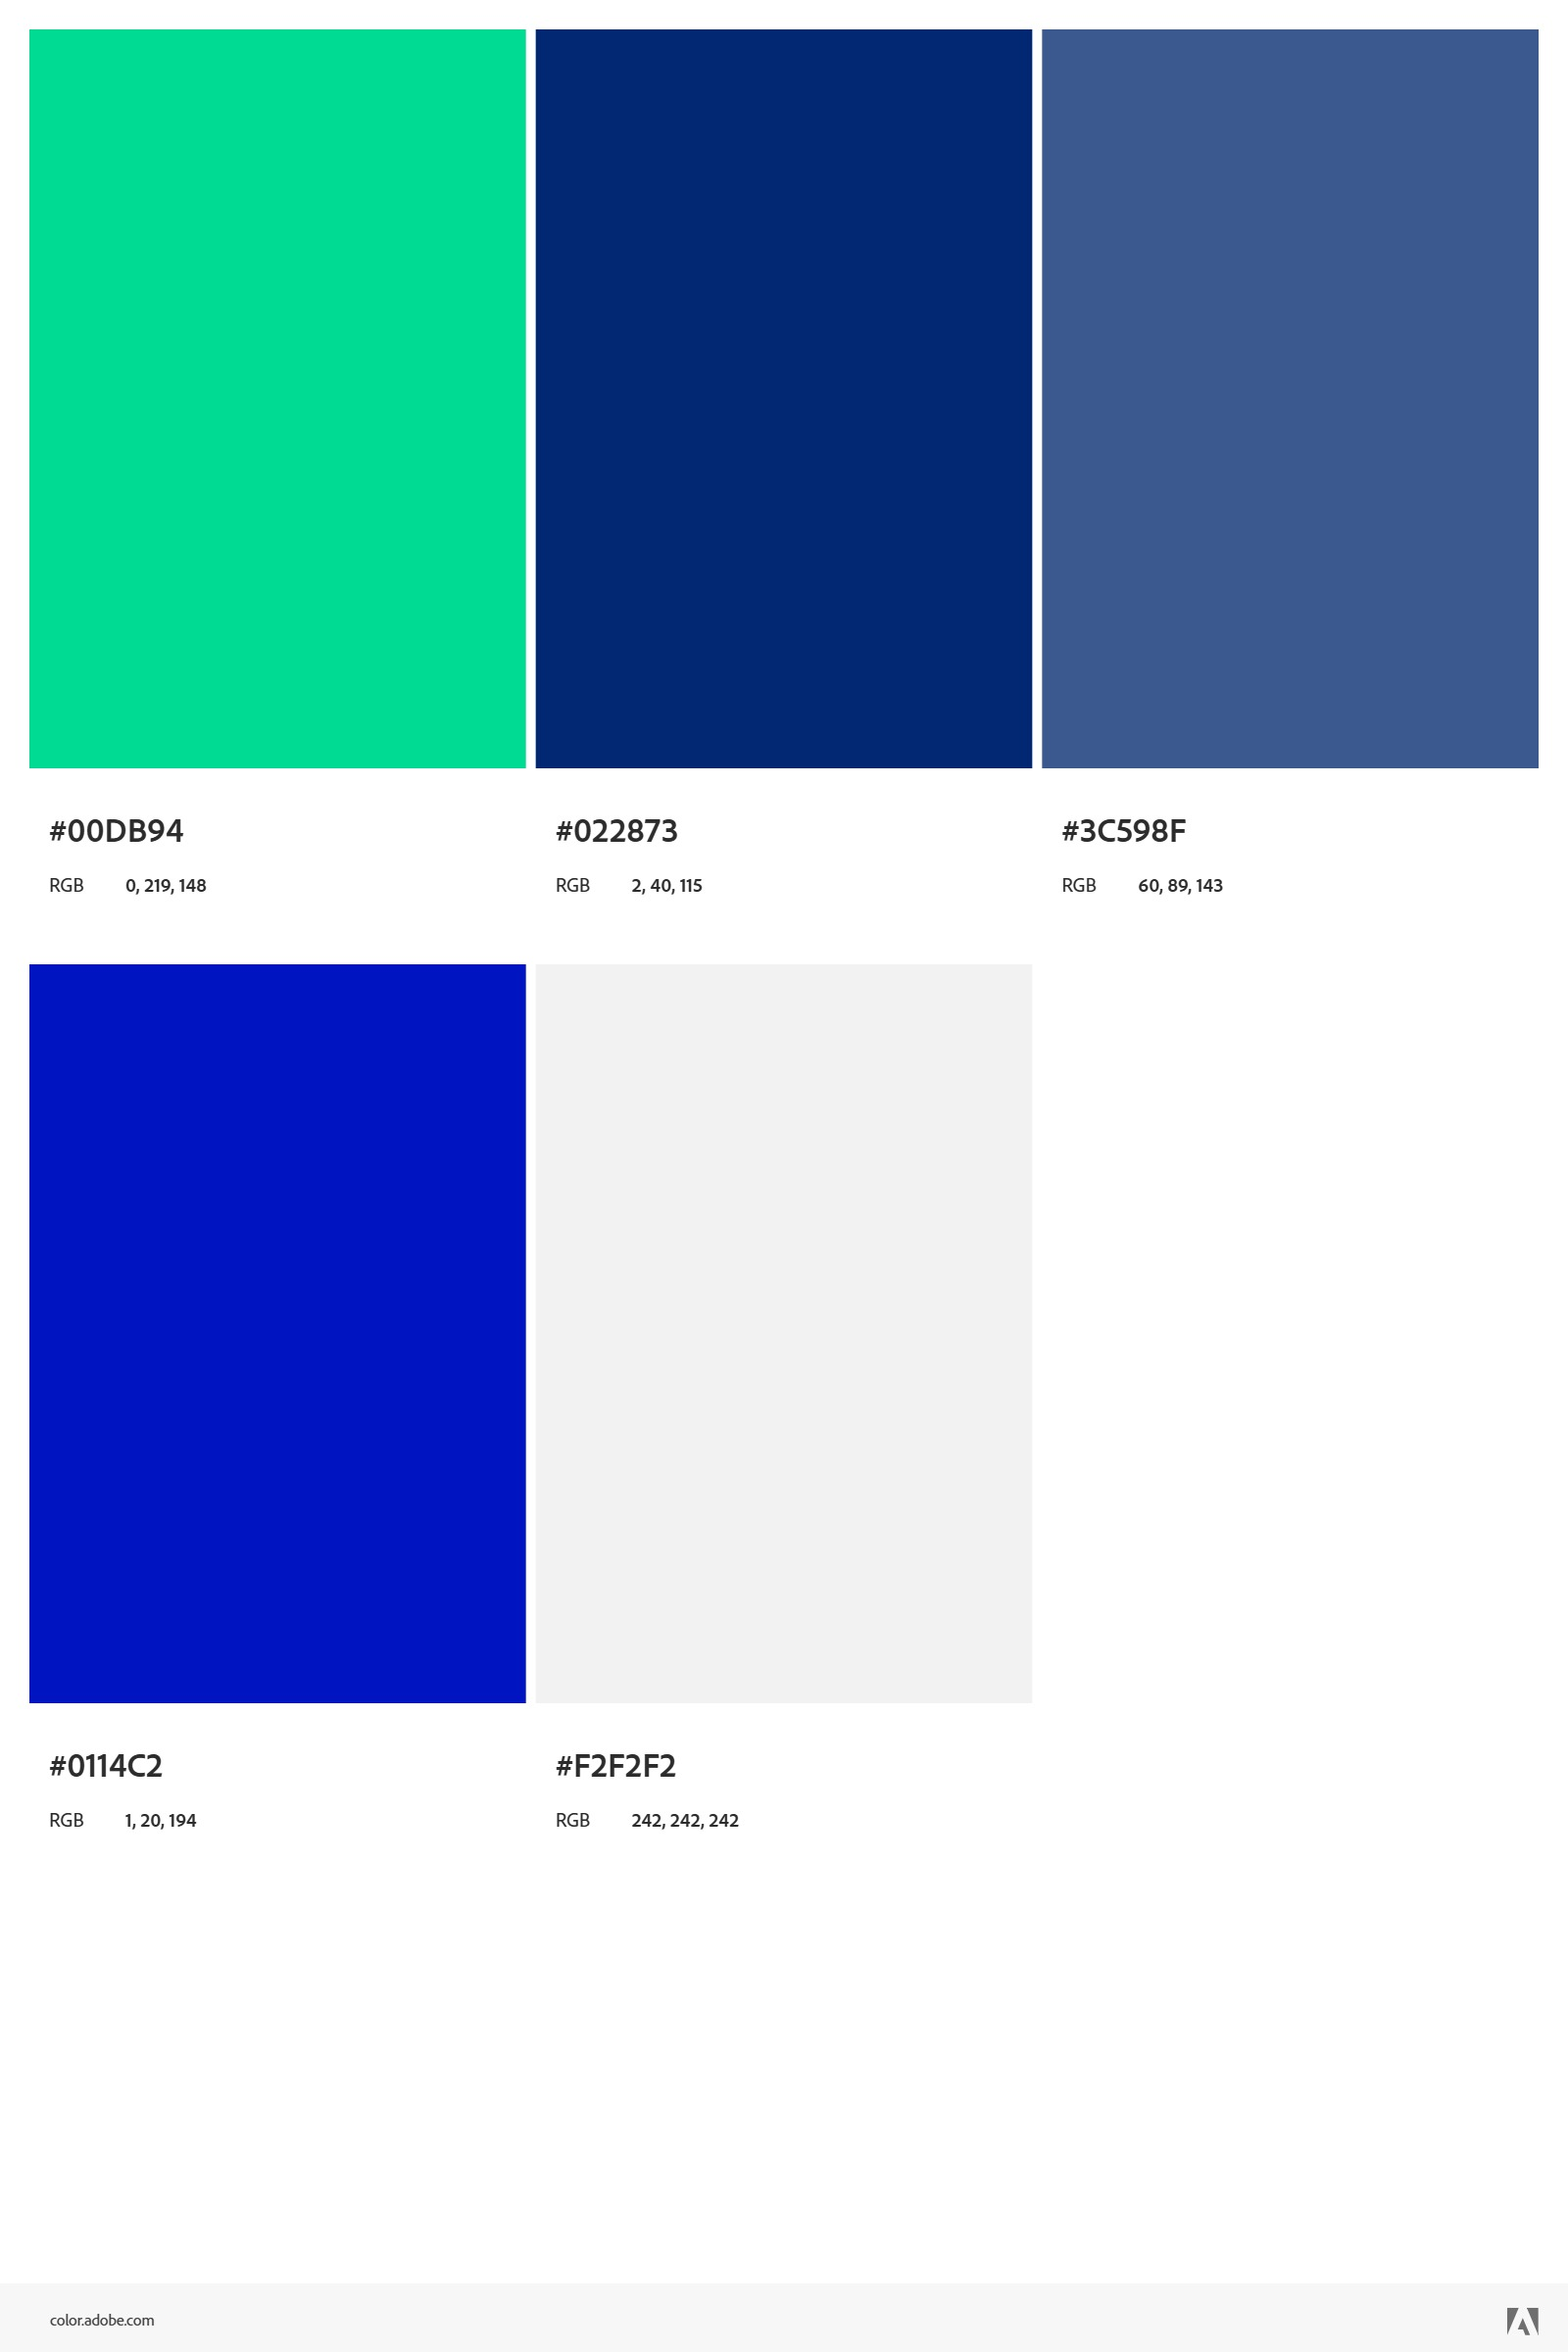 #00DB94 #022873 #3C598F
RGB 0, 219, 148 RGB 2, 40, 115 RGB 60, 89, 143
#0114C2 #F2F2F2
RGB 1, 20, 194 RGB 242, 242, 242
color.adobe.com